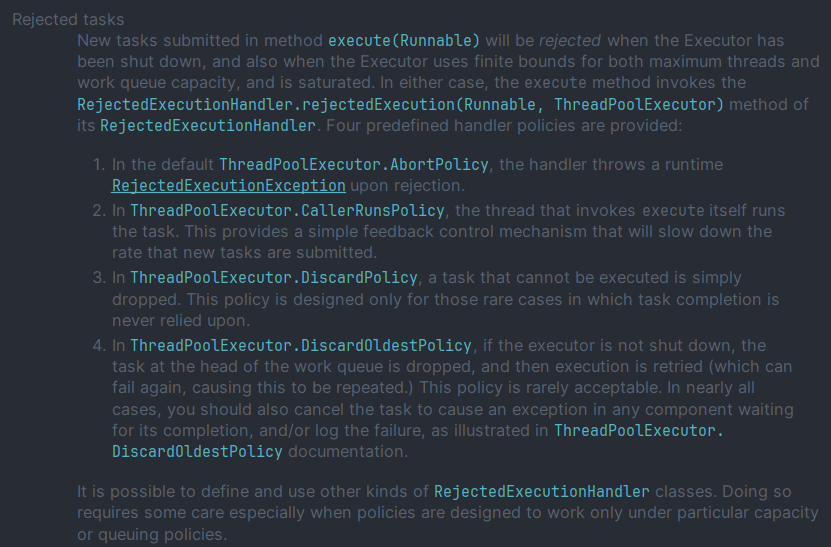 Rejected tasks
New tasks submitted in method execute(Runnable) will be rejected when the Executor has
been shut down, and also when the Executor uses finite bounds for both maximum threads and
work queue capacity, and is saturated. In either case, the execute method invokes the
RejectedExecutionHandler.rejectedExecution(Runnable, ThreadPoolExecutor) method of
its RejectedExecutionHandler. Four predefined handler policies are provided:
1. In the default ThreadPoolExecutor.AbortPolicy, the handler throws a runtime
RejectedExecutionException upon rejection.
2. In ThreadPoolExecutor.CallerRunsPolicy, the thread that invokes execute itself runs
the task. This provides a simple feedback control mechanism that will slow down the
rate that new tasks are submitted.
3. In ThreadPoolExecutor.DiscardPolicy, a task that cannot be executed is simply
dropped. This policy is designed only for those rare cases in which task completion is
never relied upon.
4. In ThreadPoolExecutor.DiscardOldestPolicy, if the executor is not shut down, the
task at the head of the work queue is dropped, and then execution is retried (which can
fail again, causing this to be repeated.) This policy is rarely acceptable. In nearly all
cases, you should also cancel the task to cause an exception in any component waiting
for its completion, and/or log the failure, as illustrated in ThreadPoolExecutor.
DiscardOldestPolicy documentation.
It is possible to define and use other kinds of RejectedExecutionHandler classes. Doing so
requires some care especially when policies are designed to work only under particular capacity
or queuing policies.